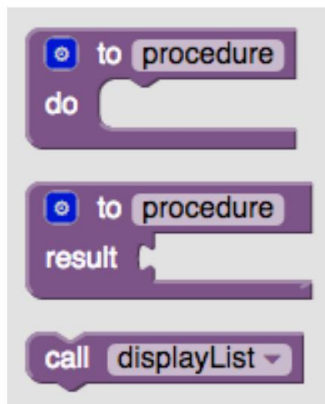 to procedure
do
to procedure
result
call displayList